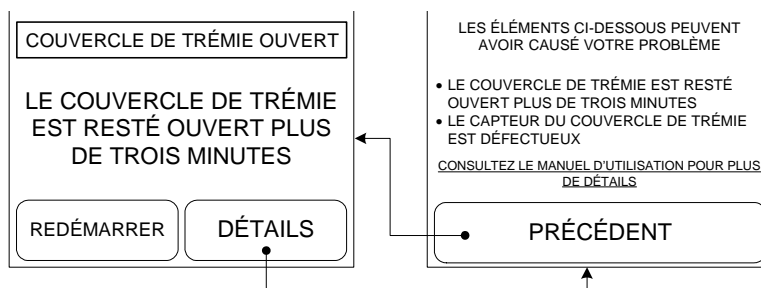 COUVERCLE DE TRÉMIE OUVERT
LE COUVERCLE DE TRÉMIE
EST RESTÉ OUVERT PLUS
DE TROIS MINUTES
REDÉMARRER
DÉTAILS
LES ÉLÉMENTS CI-DESSOUS PEUVENT
AVOIR CAUSÉ VOTRE PROBLÈME
• LE COUVERCLE DE TRÉMIE EST RESTÉ
OUVERT PLUS DE TROIS MINUTES
• LE CAPTEUR DU COUVERCLE DE TRÉMIE
EST DÉFECTUEUX
CONSULTEZ LE MANUEL D'UTILISATION POUR PLUS
DE DÉTAILS
PRÉCÉDENT